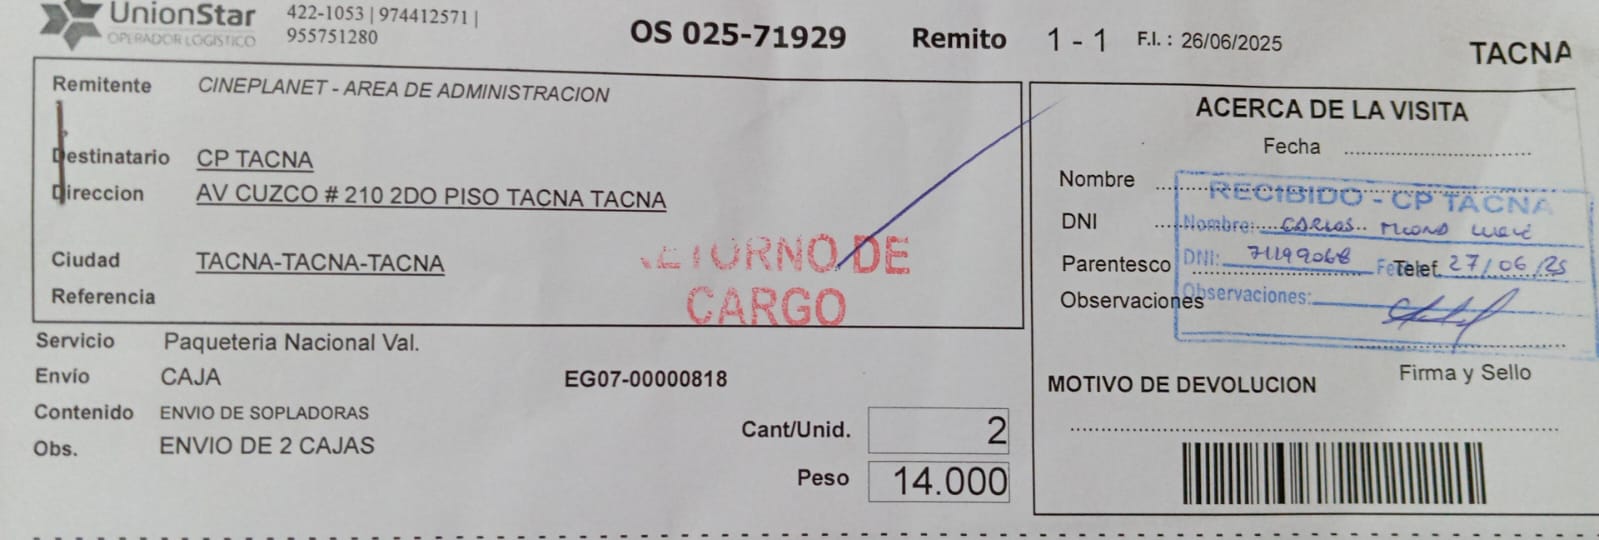 UnionStar
OPERADOR LOGISTICO
422-1053 | 974412571 |
955751280
OS 025-71929 Remito 1 - 1 F.I. : 26/06/2025
TACNA
Remitente CINEPLANET - AREA DE ADMINISTRACION
Destinatario CP TACNA
Direccion AV CUZCO # 210 2DO PISO TACNA TACNA
Ciudad TACNA-TACNA-TACNA
Referencia
RETORNO DE
CARGO
Servicio Paqueteria Nacional Val.
Envío CAJA
EG07-00000818
Contenido ENVIO DE SOPLADORAS
Obs. ENVIO DE 2 CAJAS
Cant/Unid. 2
Peso 14.000
ACERCA DE LA VISITA
Fecha
Nombre
DNI
Parentesco
Telef.
Observaciones
RECIBIDO - CP TACNA
Nombre: CARLOS
DNI: 71199068 27/06/25
Observaciones:
Firma y Sello
MOTIVO DE DEVOLUCION